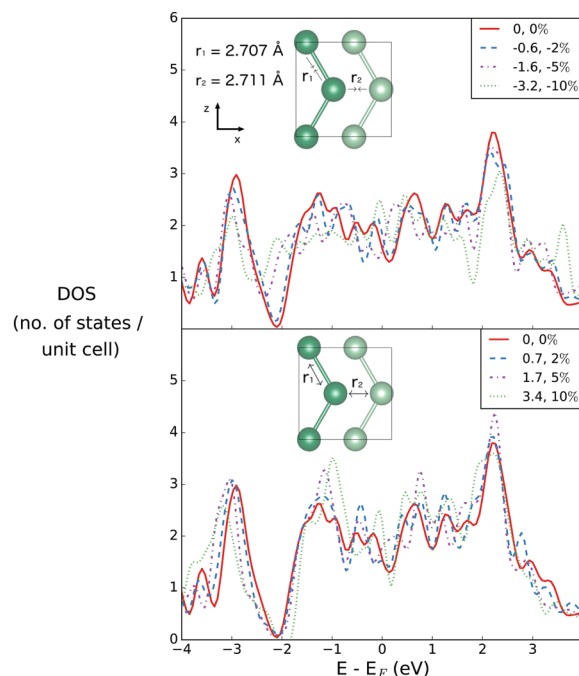 6
5
4
3
2
1
r₁ = 2.707 Å
r₂ = 2.711 Å
z
x
r₁
r₂
0, 0%
-0.6, -2%
-1.6, -5%
-3.2, -10%
DOS
(no. of states /
unit cell)
5
4
3
2
1
0
r₁
r₂
0, 0%
0.7, 2%
1.7, 5%
3.4, 10%
−4 −3 −2 −1 0 1 2 3
E - E_F (eV)